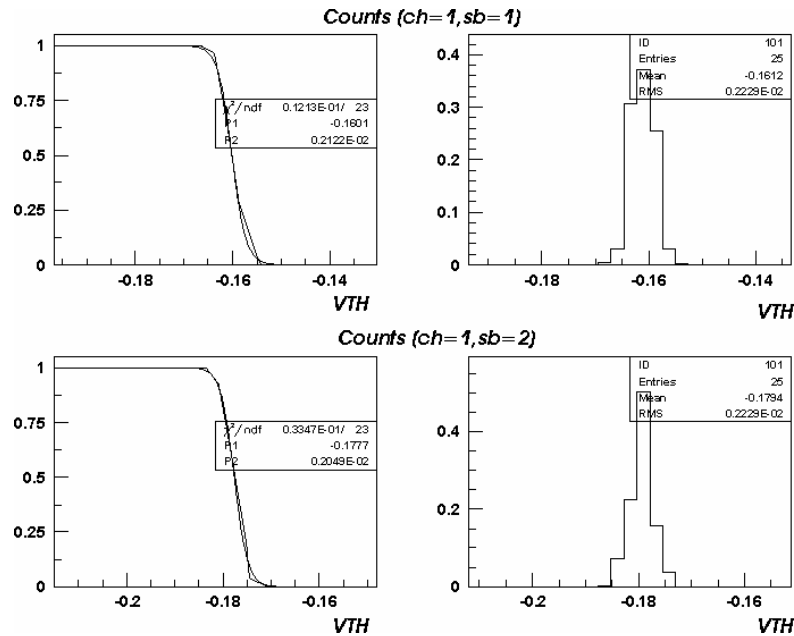 Counts (ch=1,sb=1)
1
0.75
0.5
0.25
0
-0.18
-0.16
-0.14
VTH
χ²/ndf 0.1213E-01/ 23
P1 -0.1601
P2 0.2122E-02
0.4
0.3
0.2
0.1
0
-0.18
-0.16
-0.14
VTH
ID 101
Entries 25
Mean -0.1612
RMS 0.2229E-02
Counts (ch=1,sb=2)
1
0.75
0.5
0.25
0
-0.2
-0.18
-0.16
VTH
χ²/ndf 0.3347E-01/ 23
P1 -0.1777
P2 0.2049E-02
0.4
0.2
0
-0.2
-0.18
-0.16
VTH
ID 101
Entries 25
Mean -0.1794
RMS 0.2229E-02